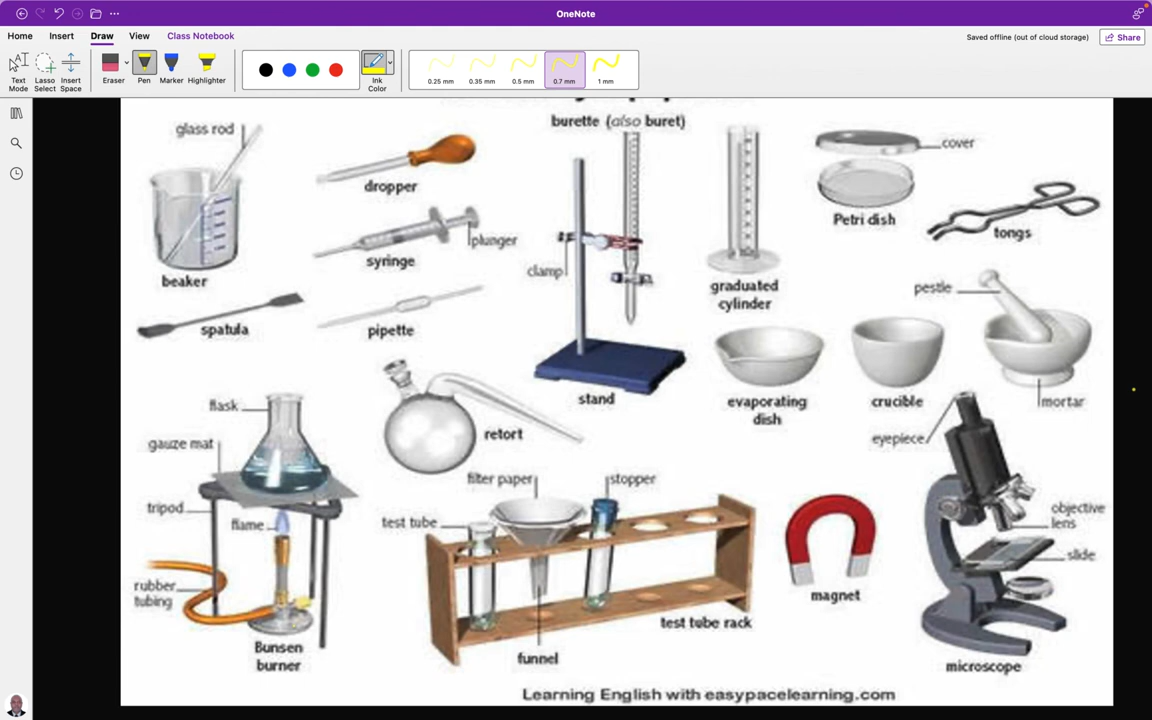 OneNote
Home Insert Draw View Class Notebook
Saved offline (out of cloud storage) Share
Text Mode
Lasso Select
Insert Space
Eraser
Pen
Marker
Highlighter
Ink Color
0.25 mm
0.35 mm
0.5 mm
0.7 mm
1 mm
burette (also buret)
glass rod
cover
dropper
Petri dish
tongs
plunger
syringe
clamp
beaker
graduated
cylinder
pestle
spatula
pipette
stand
evaporating
dish
crucible
mortar
flask
retort
eyepiece
gauze mat
filter paper
stopper
tripod
flame
test tube
objective
lens
slide
rubber
tubing
magnet
test tube rack
Bunsen
burner
funnel
microscope
Learning English with easypacelearning.com